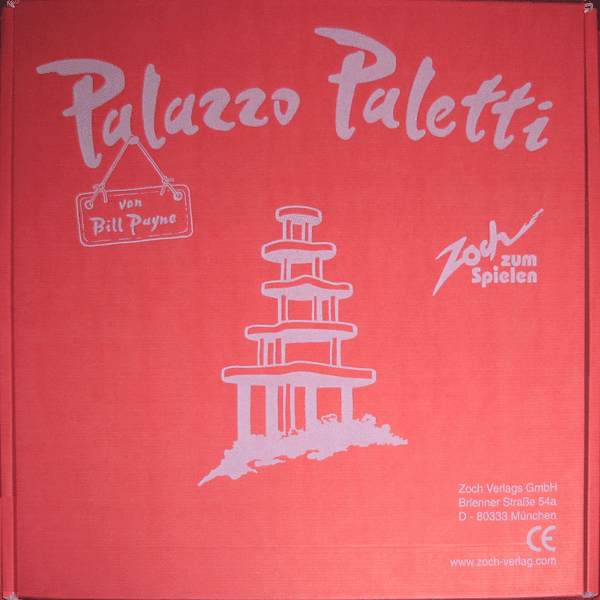 Palazzo Paletti
von
Bill Payne
Zoch
zum
Spielen
Zoch Verlags GmbH
Brienner Straße 54a
D - 80333 München
CE
www.zoch-verlag.com